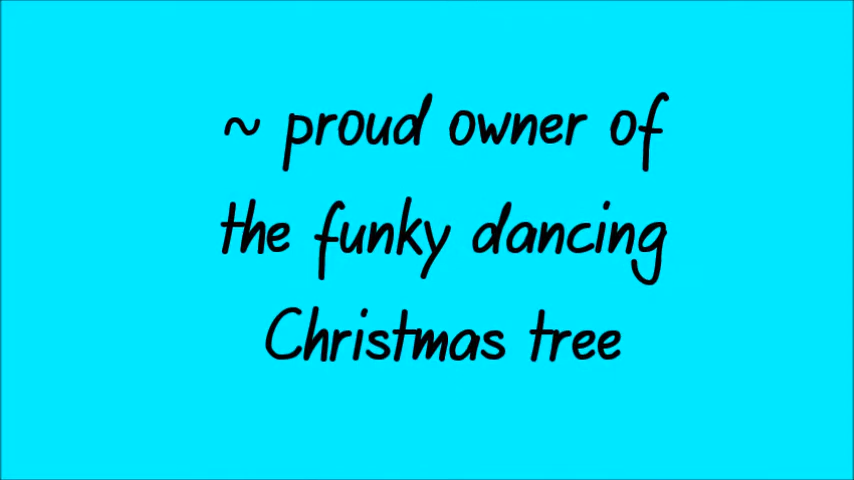 ~ proud owner of
the funky dancing
Christmas tree